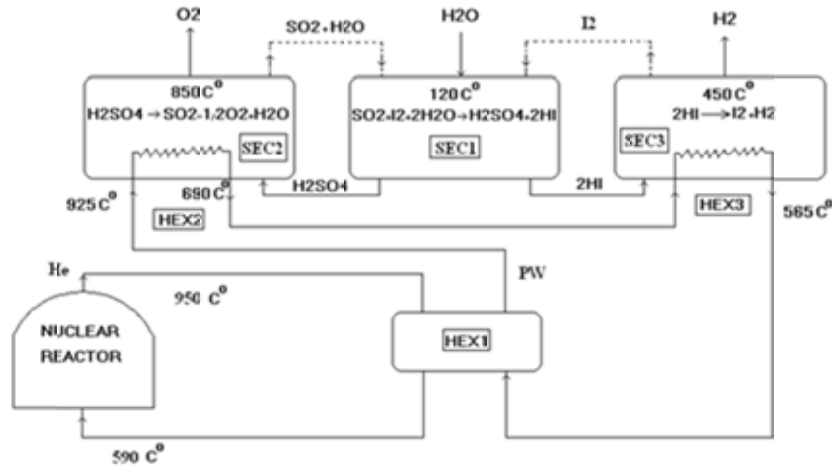 O2
SO2+H2O
H2O
I2
H2
850C°
H2SO4→SO2-1/2O2+H2O
SEC2
120C°
SO2+I2+2H2O→H2SO4+2HI
SEC1
450C°
2HI→I2+H2
SEC3
925C°
690C°
H2SO4
2HI
565C°
HEX2
HEX3
He
950 C°
PW
NUCLEAR
REACTOR
HEX1
590 C°